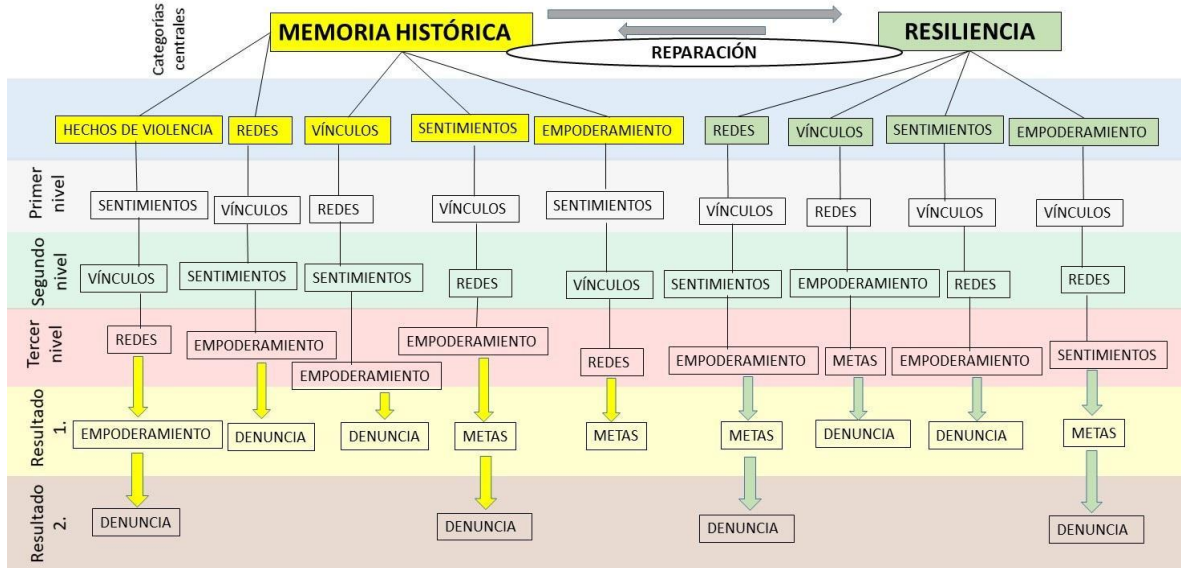 Categorías
centrales
MEMORIA HISTÓRICA
RESILIENCIA
REPARACIÓN
HECHOS DE VIOLENCIA
REDES
VÍNCULOS
SENTIMIENTOS
EMPODERAMIENTO
REDES
VÍNCULOS
SENTIMIENTOS
EMPODERAMIENTO
Primer
nivel
SENTIMIENTOS
VÍNCULOS
REDES
VÍNCULOS
SENTIMIENTOS
VÍNCULOS
REDES
VÍNCULOS
VÍNCULOS
Segundo
nivel
VÍNCULOS
SENTIMIENTOS
SENTIMIENTOS
REDES
VÍNCULOS
SENTIMIENTOS
EMPODERAMIENTO
REDES
REDES
Tercer
nivel
REDES
EMPODERAMIENTO
EMPODERAMIENTO
EMPODERAMIENTO
REDES
EMPODERAMIENTO
METAS
EMPODERAMIENTO
SENTIMIENTOS
Resultado
1.
EMPODERAMIENTO
DENUNCIA
DENUNCIA
METAS
METAS
METAS
DENUNCIA
DENUNCIA
METAS
Resultado
2.
DENUNCIA
DENUNCIA
DENUNCIA
DENUNCIA